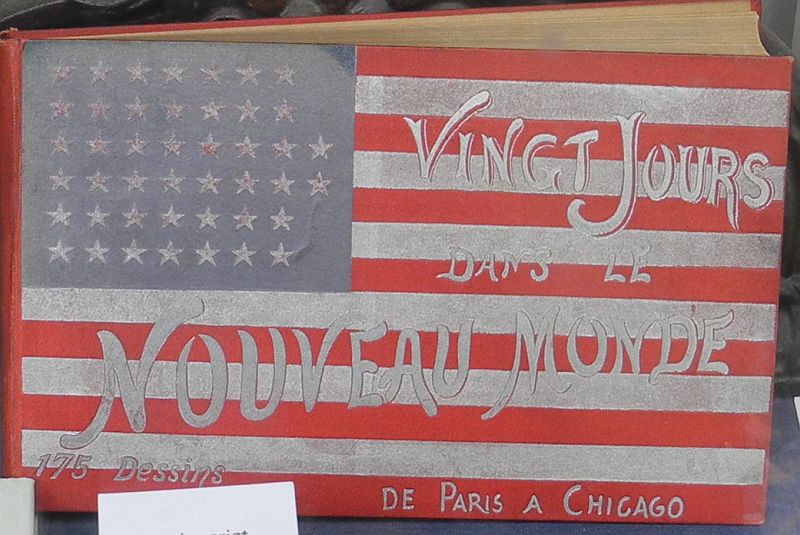 VINGT JOURS
DANS LE
NOUVEAU MONDE
175 Dessins
DE PARIS A CHICAGO